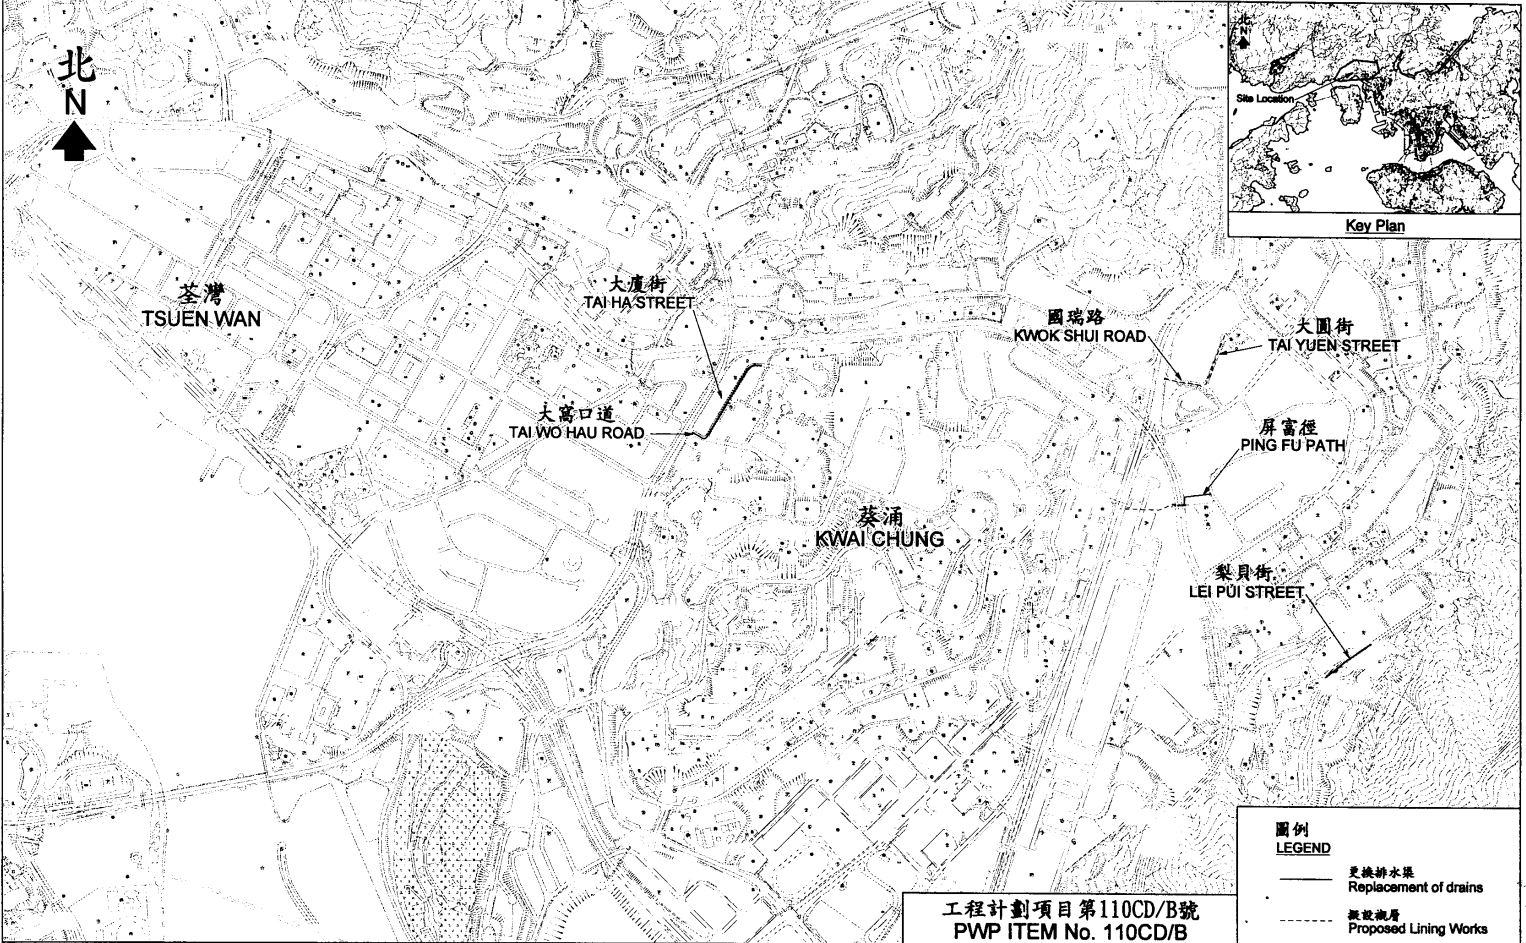 北
N
北
N
Site Location
Key Plan
荃灣
TSUEN WAN
大廈街
TAI HA STREET
大窩口道
TAI WO HAU ROAD
國瑞路
KWOK SHUI ROAD
大圓街
TAI YUEN STREET
屏富徑
PING FU PATH
葵涌
KWAI CHUNG
梨貝街
LEI PUI STREET
圖例
LEGEND
更換排水渠
Replacement of drains
擬設襯層
Proposed Lining Works
工程計劃項目第110CD/B號
PWP ITEM No. 110CD/B